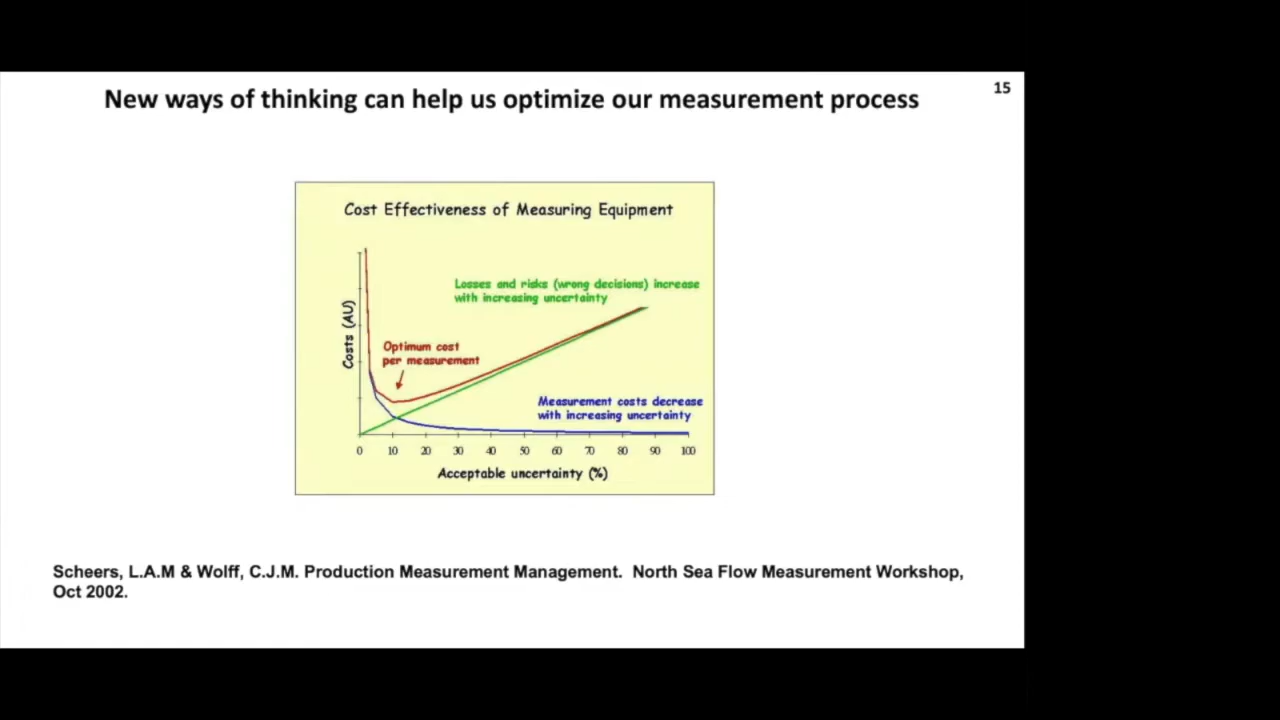 New ways of thinking can help us optimize our measurement process
15
Cost Effectiveness of Measuring Equipment
Losses and risks (wrong decisions) increase
with increasing uncertainty
Costs (AU)
Optimum cost
per measurement
Measurement costs decrease
with increasing uncertainty
0 10 20 30 40 50 60 70 80 90 100
Acceptable uncertainty (%)
Scheers, L.A.M & Wolff, C.J.M. Production Measurement Management. North Sea Flow Measurement Workshop,
Oct 2002.